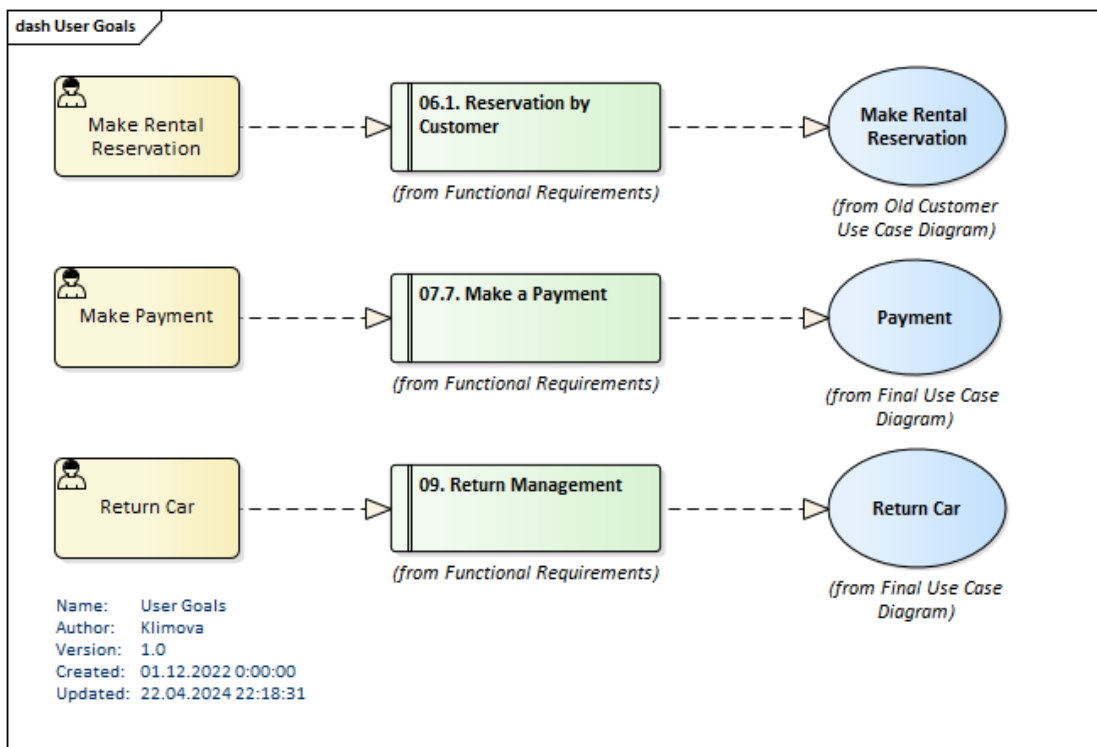 dash User Goals
Make Rental
Reservation
06.1. Reservation by
Customer
(from Functional Requirements)
Make Rental
Reservation
(from Old Customer
Use Case Diagram)
Make Payment
07.7. Make a Payment
(from Functional Requirements)
Payment
(from Final Use Case
Diagram)
Return Car
09. Return Management
(from Functional Requirements)
Return Car
(from Final Use Case
Diagram)
Name: User Goals
Author: Klimova
Version: 1.0
Created: 01.12.2022 0:00:00
Updated: 22.04.2024 22:18:31